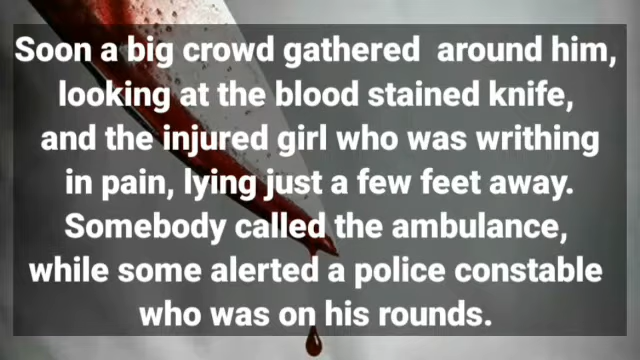 Soon a big crowd gathered around him,
looking at the blood stained knife,
and the injured girl who was writhing
in pain, lying just a few feet away.
Somebody called the ambulance,
while some alerted a police constable
who was on his rounds.